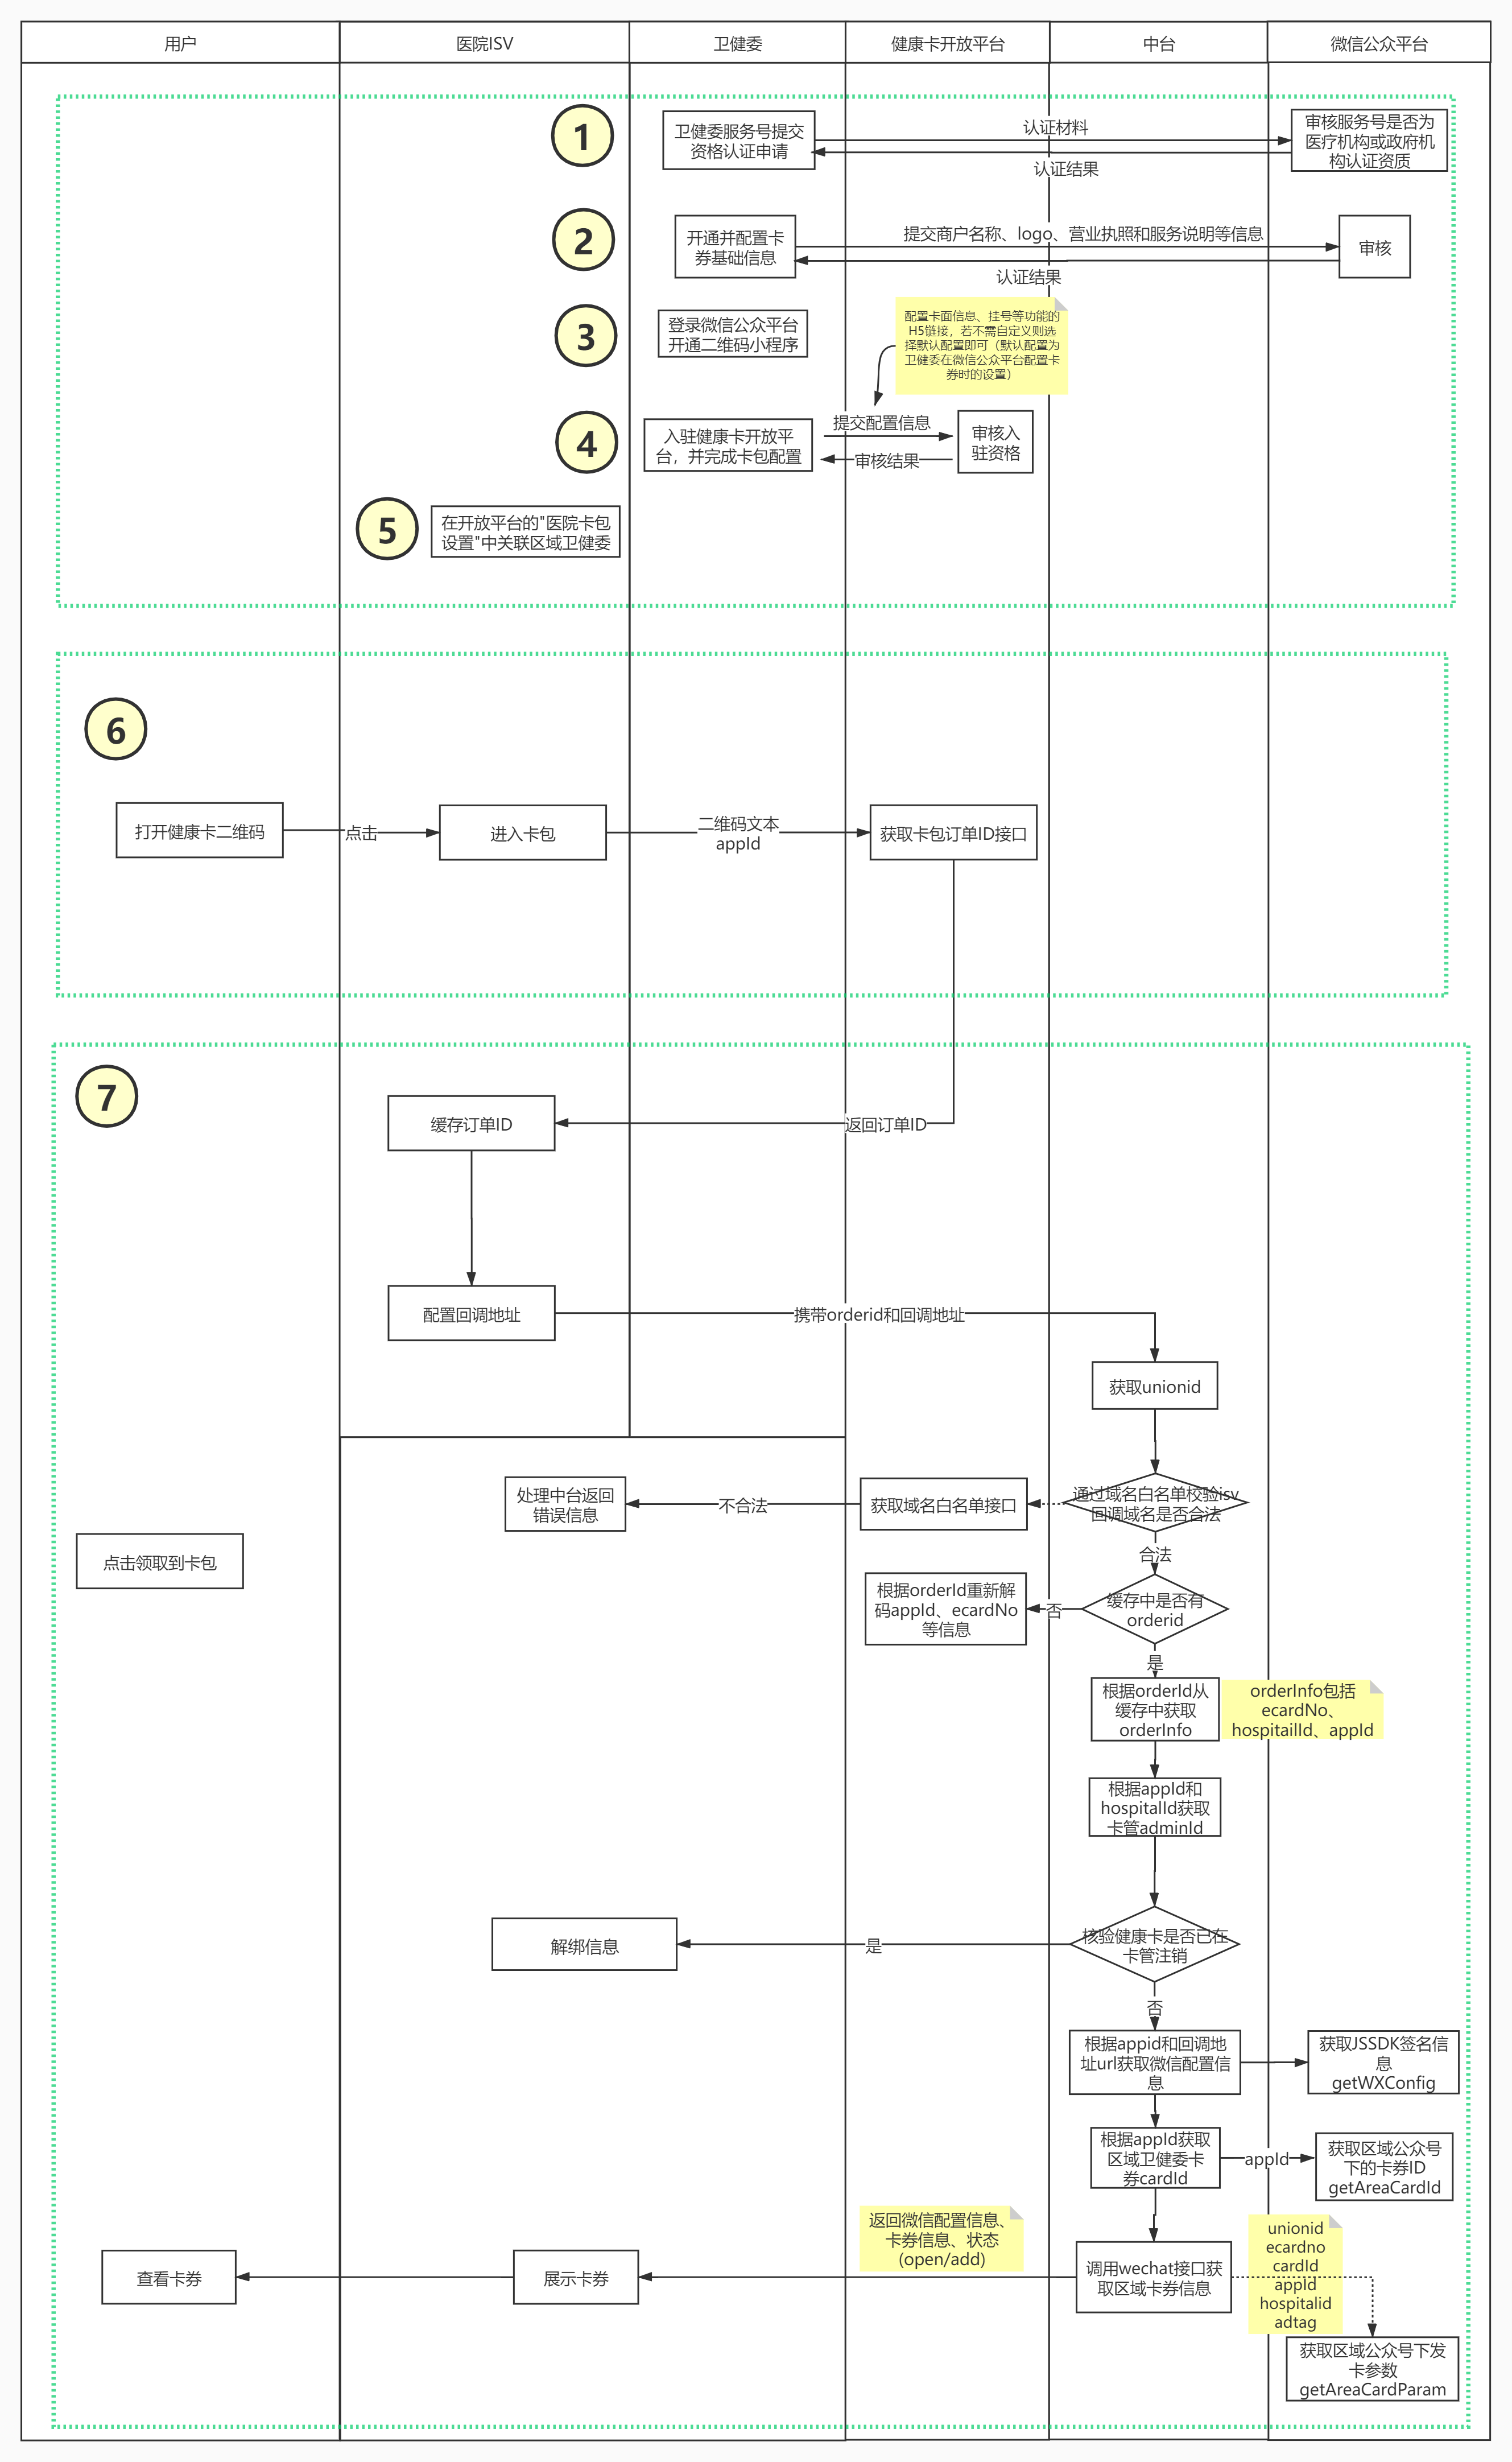 用户
医院ISV
卫健委
健康卡开放平台
中台
微信公众平台
1
卫健委服务号提交
资格认证申请
认证材料
认证结果
审核服务号是否为
医疗机构或政府机
构认证资质
2
开通并配置卡
券基础信息
提交商户名称、logo、营业执照和服务说明等信息
认证结果
审核
3
登录微信公众平台
开通二维码小程序
配置卡面信息、挂号等功能的
H5链接，若不需自定义则选
择默认配置即可（默认配置为
卫健委在微信公众平台配置卡
券时的设置）
4
入驻健康卡开放平
台，并完成卡包配置
提交配置信息
审核结果
审核入
驻资格
5
在开放平台的"医院卡包
设置"中关联区域卫健委
6
打开健康卡二维码
点击
进入卡包
二维码文本
appId
获取卡包订单ID接口
7
缓存订单ID
返回订单ID
配置回调地址
携带orderid和回调地址
获取unionid
处理中台返回
错误信息
不合法
获取域名白名单接口
通过域名白名单校验isv
回调域名是否合法
合法
点击领取到卡包
根据orderId重新解
码appId、ecardNo
等信息
否
缓存中是否有
orderid
是
根据orderId从
缓存中获取
orderInfo
orderInfo包括
ecardNo、
hospitailId、appId
根据appId和
hospitalId获取
卡管adminId
解绑信息
是
核验健康卡是否已在
卡管注销
否
根据appid和回调地
址url获取微信配置信
息
获取JSSDK签名信
息
getWXConfig
根据appId获取
区域卫健委卡
券cardId
appId
获取区域公众号
下的卡券ID
getAreaCardId
返回微信配置信息、
卡券信息、状态
(open/add)
查看卡券
展示卡券
调用wechat接口获
取区域卡券信息
unionid
ecardno
cardId
appId
hospitalid
adtag
获取区域公众号下发
卡参数
getAreaCardParam